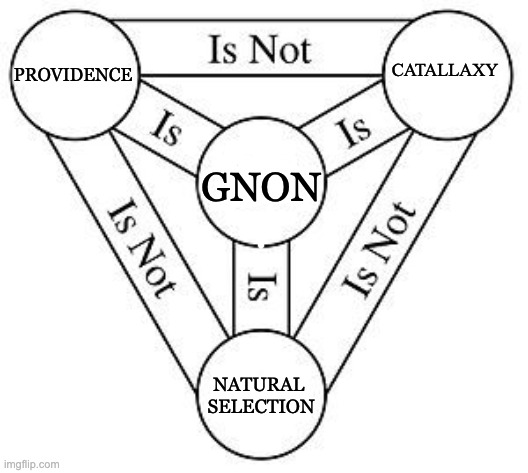 Is Not
PROVIDENCE
CATALLAXY
Is
Is
GNON
Is Not
Is Not
Is
NATURAL
SELECTION
imgflip.com